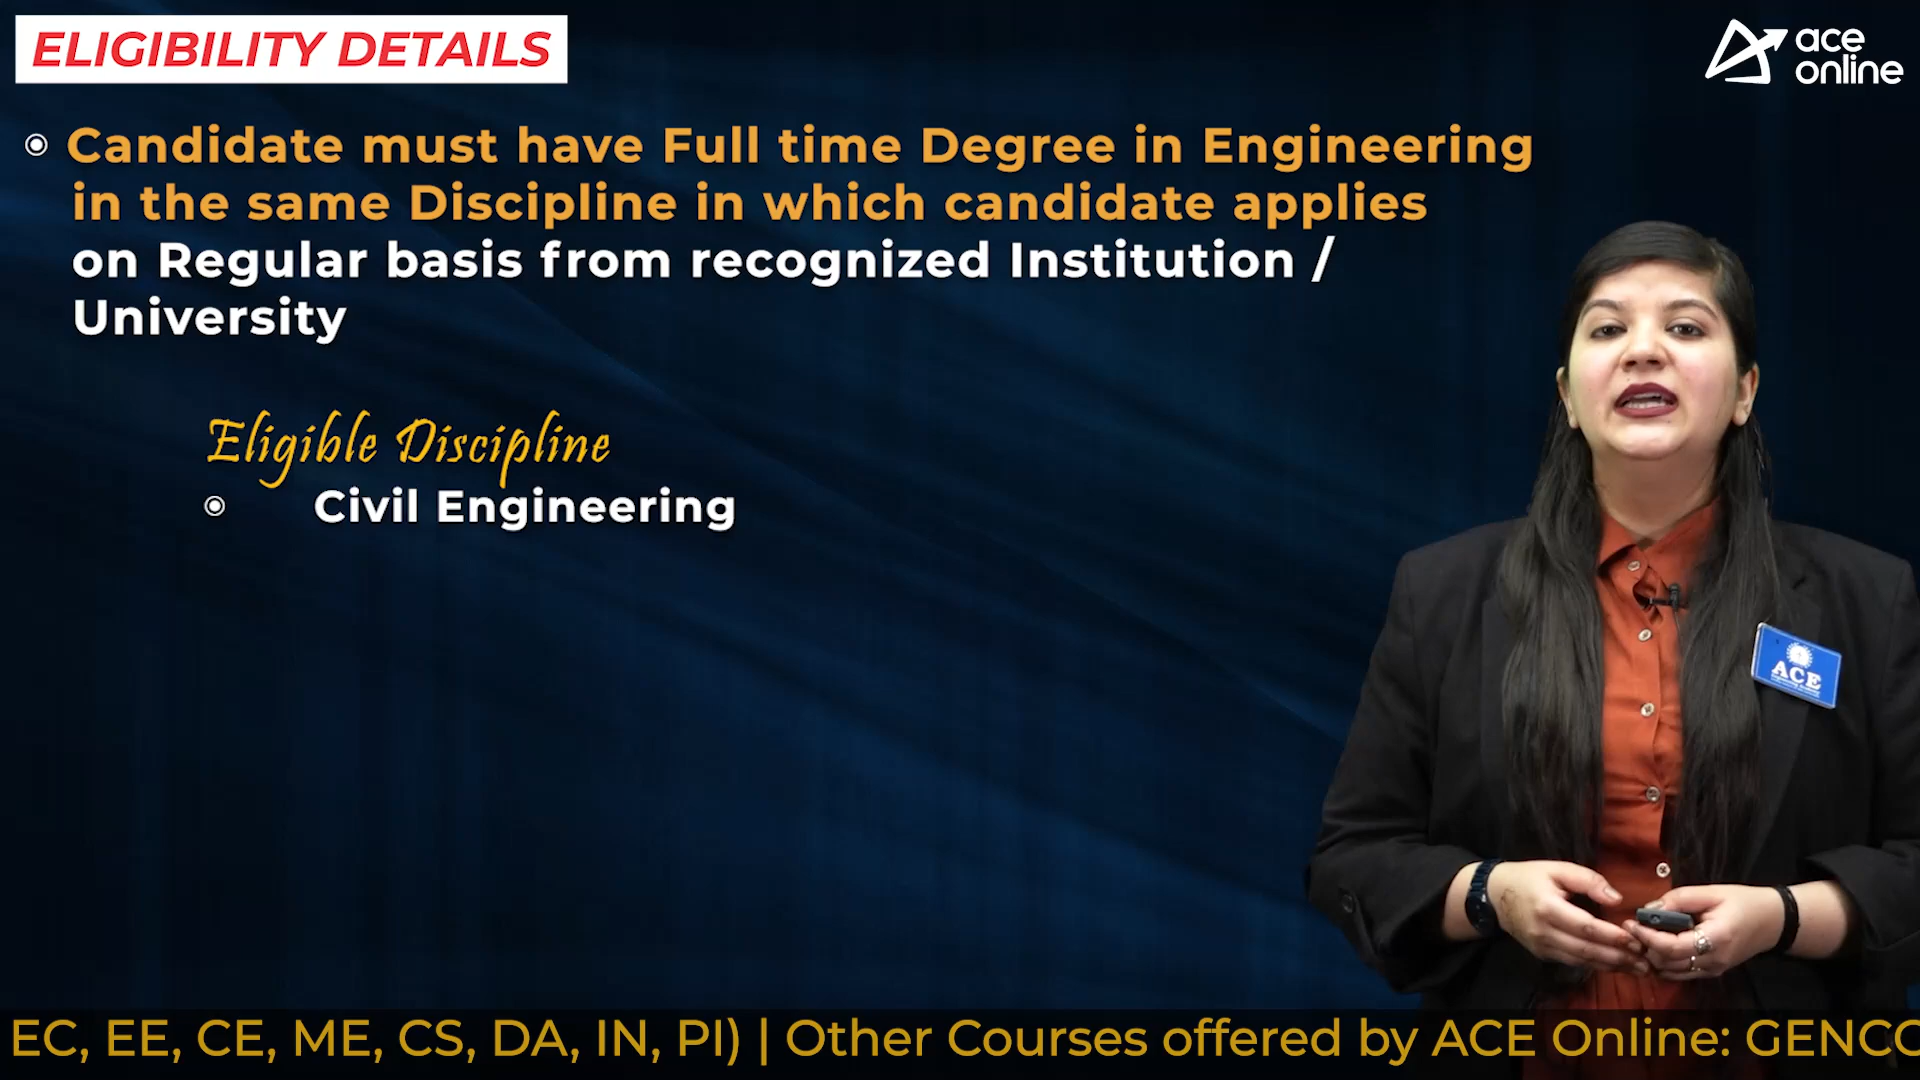 ELIGIBILITY DETAILS
ace
online
Candidate must have Full time Degree in Engineering
in the same Discipline in which candidate applies
on Regular basis from recognized Institution /
University
Eligible Discipline
Civil Engineering
ACE
EC, EE, CE, ME, CS, DA, IN, PI) | Other Courses offered by ACE Online: GENCO